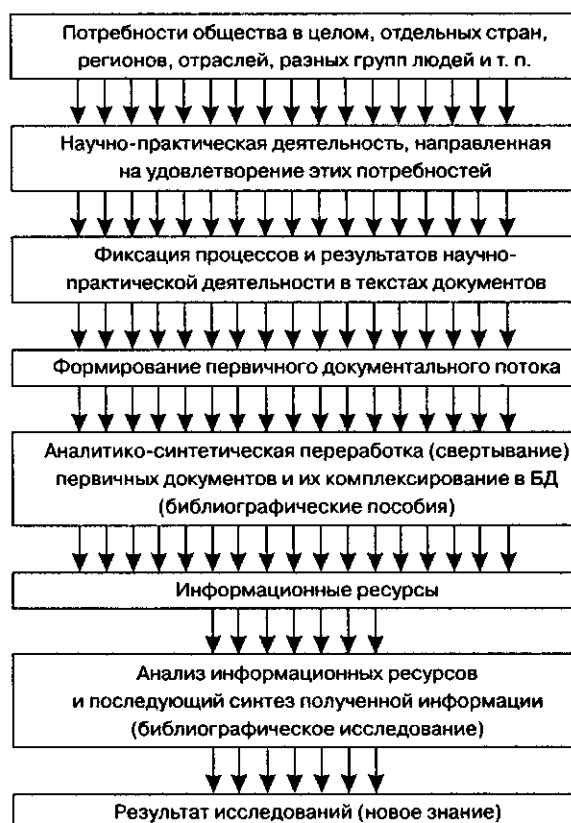 Потребности общества в целом, отдельных стран,
регионов, отраслей, разных групп людей и т. п.
Научно-практическая деятельность, направленная
на удовлетворение этих потребностей
Фиксация процессов и результатов научно-
практической деятельности в текстах документов
Формирование первичного документального потока
Аналитико-синтетическая переработка (свертывание)
первичных документов и их комплексирование в БД
(библиографические пособия)
Информационные ресурсы
Анализ информационных ресурсов
и последующий синтез полученной информации
(библиографическое исследование)
Результат исследований (новое знание)